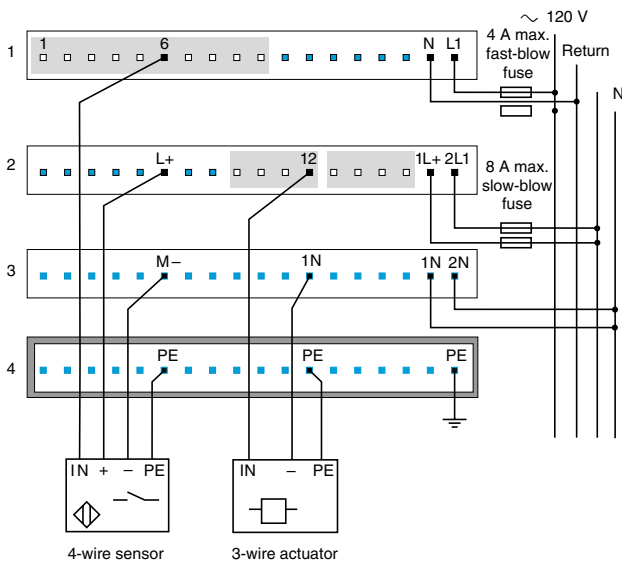 ~ 120 V
4 A max.
fast-blow
fuse
Return
N
1
1
6
N L1
2
L+
12
1L+ 2L1
8 A max.
slow-blow
fuse
3
M–
1N
1N 2N
4
PE
PE
PE
IN + – PE
IN – PE
4-wire sensor
3-wire actuator